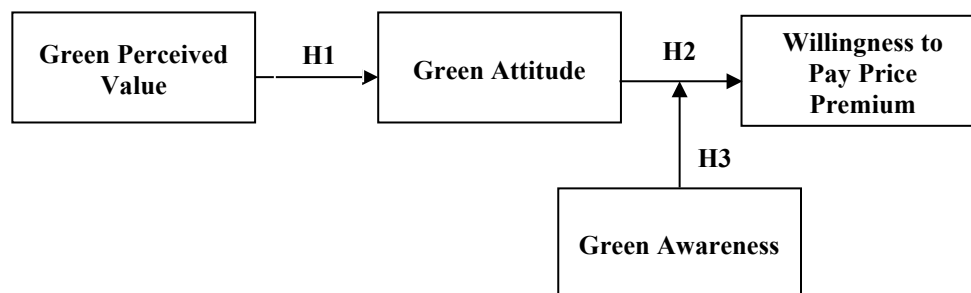 Green Perceived
Value
H1
Green Attitude
H2
Willingness to
Pay Price
Premium
H3
Green Awareness